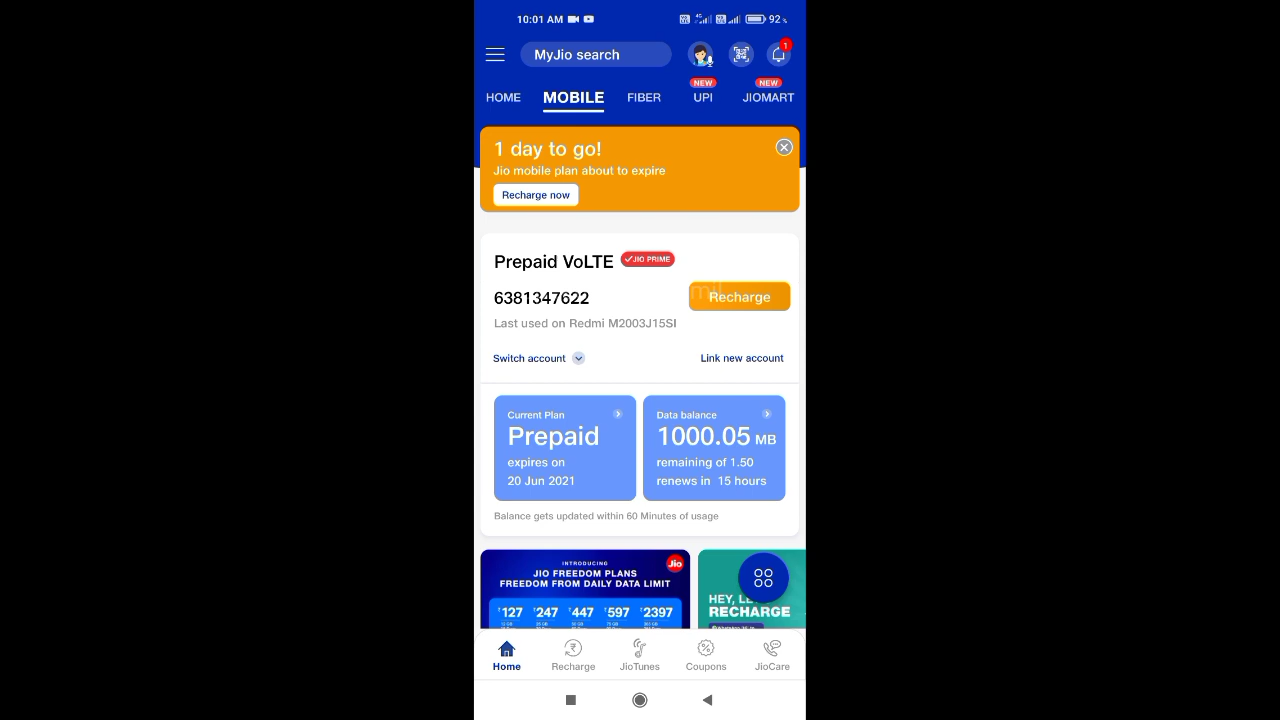 10:01 AM 92%
MyJio search 1
NEW NEW
HOME MOBILE FIBER UPI JIOMART
1 day to go!
Jio mobile plan about to expire
Recharge now
Prepaid VoLTE JIO PRIME
6381347622 Recharge
Last used on Redmi M2003J15SI
Switch account Link new account
Current Plan
Prepaid
expires on
20 Jun 2021
Data balance
1000.05 MB
remaining of 1.50
renews in 15 hours
Balance gets updated within 60 Minutes of usage
INTRODUCING
Jio
JIO FREEDOM PLANS
FREEDOM FROM DAILY DATA LIMIT
₹127 ₹247 ₹447 ₹597 ₹2397
HEY,
RECHARGE
Home Recharge JioTunes Coupons JioCare